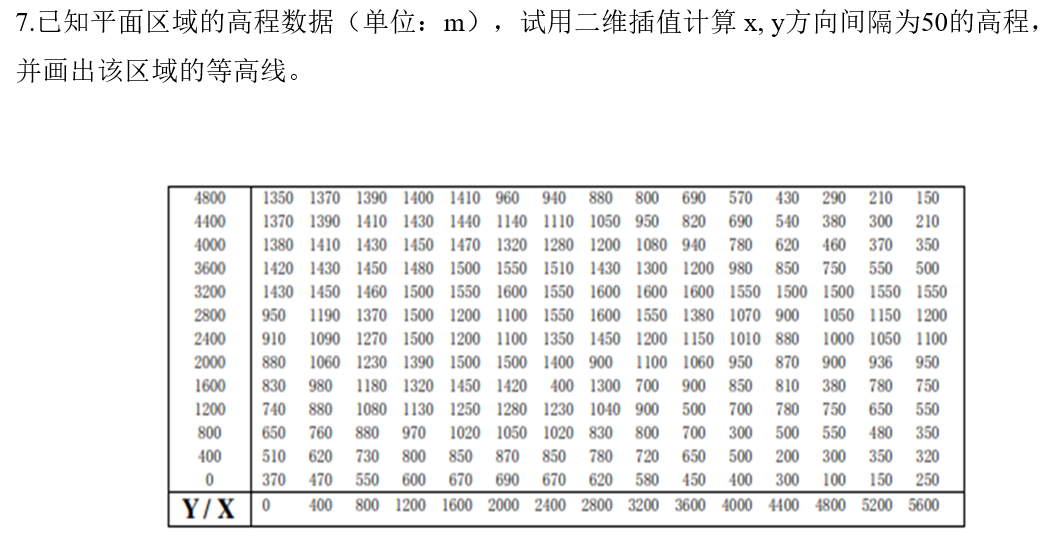 7.已知平面区域的高程数据（单位：m），试用二维插值计算 x, y方向间隔为50的高程，
并画出该区域的等高线。
4800 1350 1370 1390 1400 1410 960 940 880 800 690 570 430 290 210 150
4400 1370 1390 1410 1430 1440 1140 1110 1050 950 820 690 540 380 300 210
4000 1380 1410 1430 1450 1470 1320 1280 1200 1080 940 780 620 460 370 350
3600 1420 1430 1450 1480 1500 1550 1510 1430 1300 1200 980 850 750 550 500
3200 1430 1450 1460 1500 1550 1600 1550 1600 1600 1600 1550 1500 1500 1550 1550
2800 950 1190 1370 1500 1200 1100 1550 1600 1550 1380 1070 900 1050 1150 1200
2400 910 1090 1270 1500 1200 1100 1350 1450 1200 1150 1010 880 1000 1050 1100
2000 880 1060 1230 1390 1500 1500 1400 900 1100 1060 950 870 900 936 950
1600 830 980 1180 1320 1450 1420 400 1300 700 900 850 810 380 780 750
1200 740 880 1080 1130 1250 1280 1230 1040 900 500 700 780 750 650 550
800 650 760 880 970 1020 1050 1020 830 800 700 300 500 550 480 350
400 510 620 730 800 850 870 850 780 720 650 500 200 300 350 320
0 370 470 550 600 670 690 670 620 580 450 400 300 100 150 250
Y / X 0 400 800 1200 1600 2000 2400 2800 3200 3600 4000 4400 4800 5200 5600